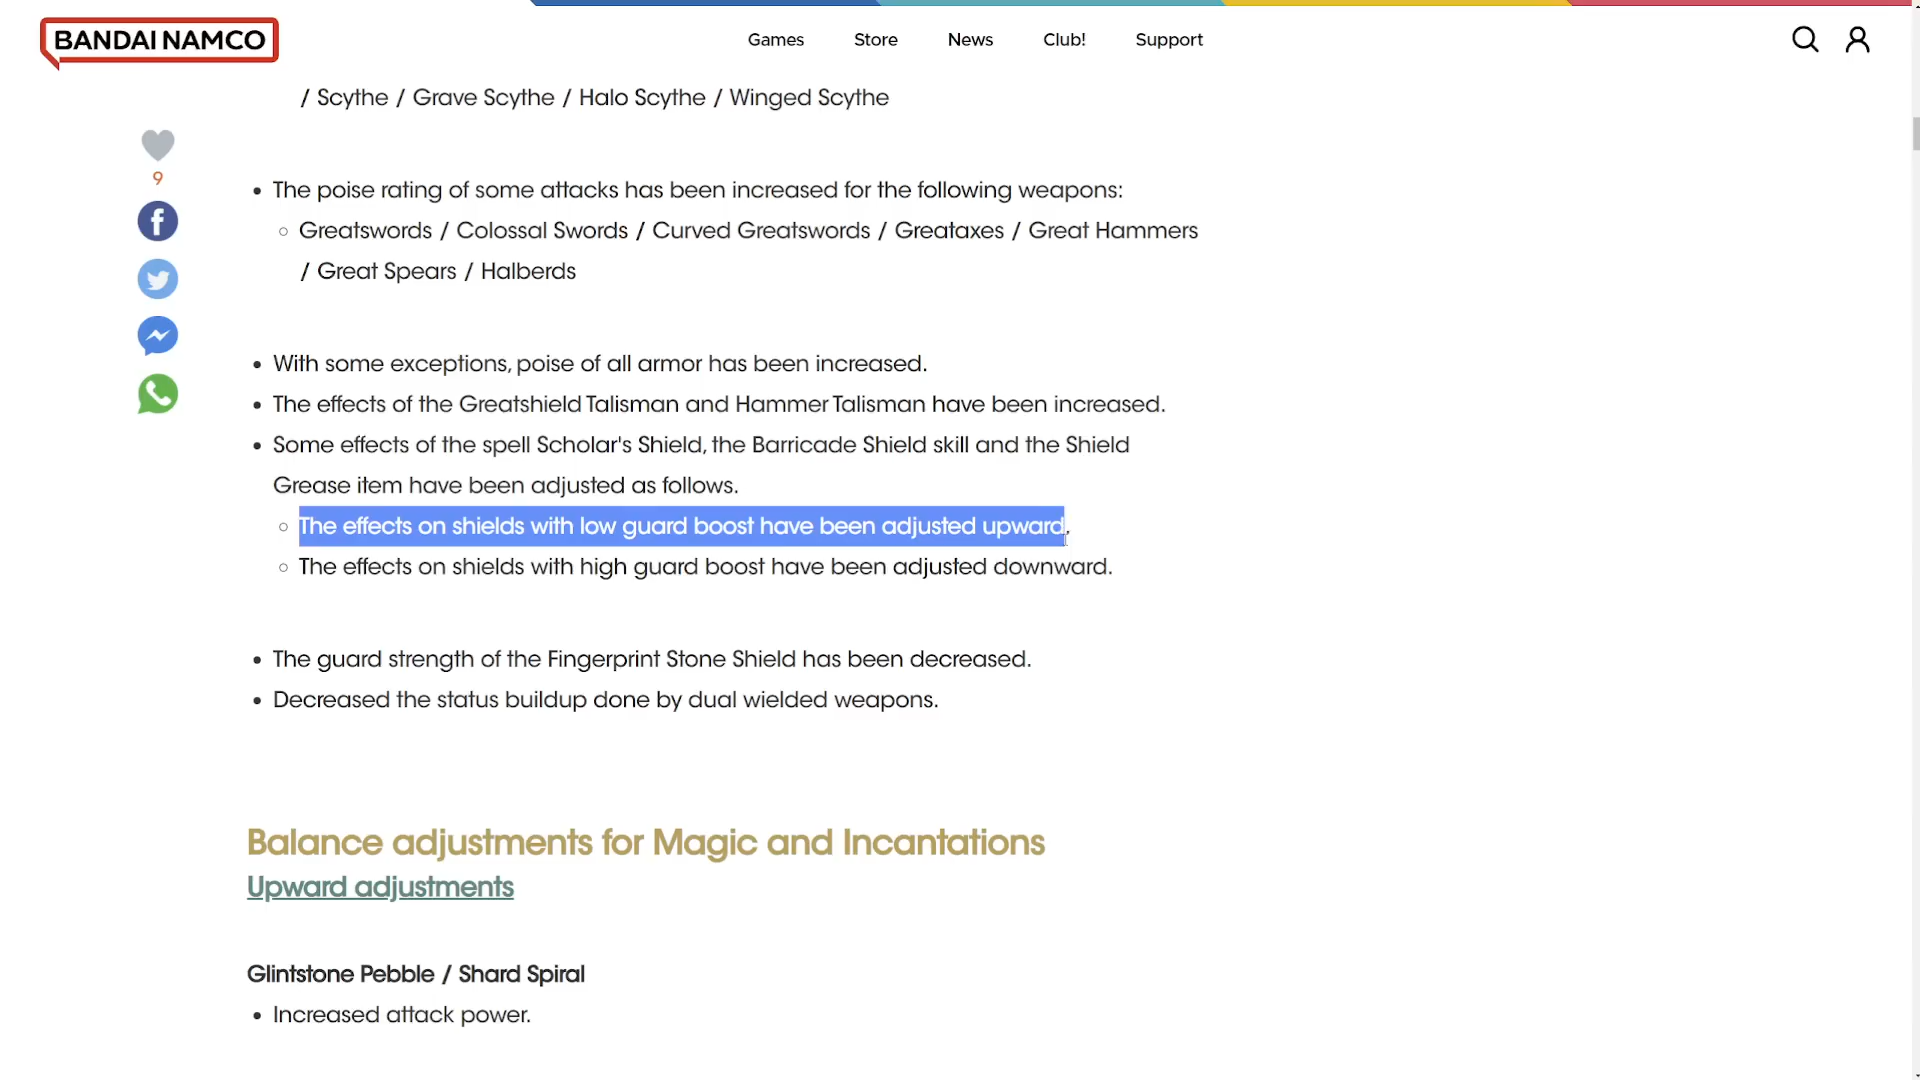 BANDAI NAMCO
Games
Store
News
Club!
Support
/ Scythe / Grave Scythe / Halo Scythe / Winged Scythe
9
The poise rating of some attacks has been increased for the following weapons:
Greatswords / Colossal Swords / Curved Greatswords / Greataxes / Great Hammers
/ Great Spears / Halberds
With some exceptions, poise of all armor has been increased.
The effects of the Greatshield Talisman and Hammer Talisman have been increased.
Some effects of the spell Scholar's Shield, the Barricade Shield skill and the Shield
Grease item have been adjusted as follows.
The effects on shields with low guard boost have been adjusted upward.
The effects on shields with high guard boost have been adjusted downward.
The guard strength of the Fingerprint Stone Shield has been decreased.
Decreased the status buildup done by dual wielded weapons.
Balance adjustments for Magic and Incantations
Upward adjustments
Glintstone Pebble / Shard Spiral
Increased attack power.